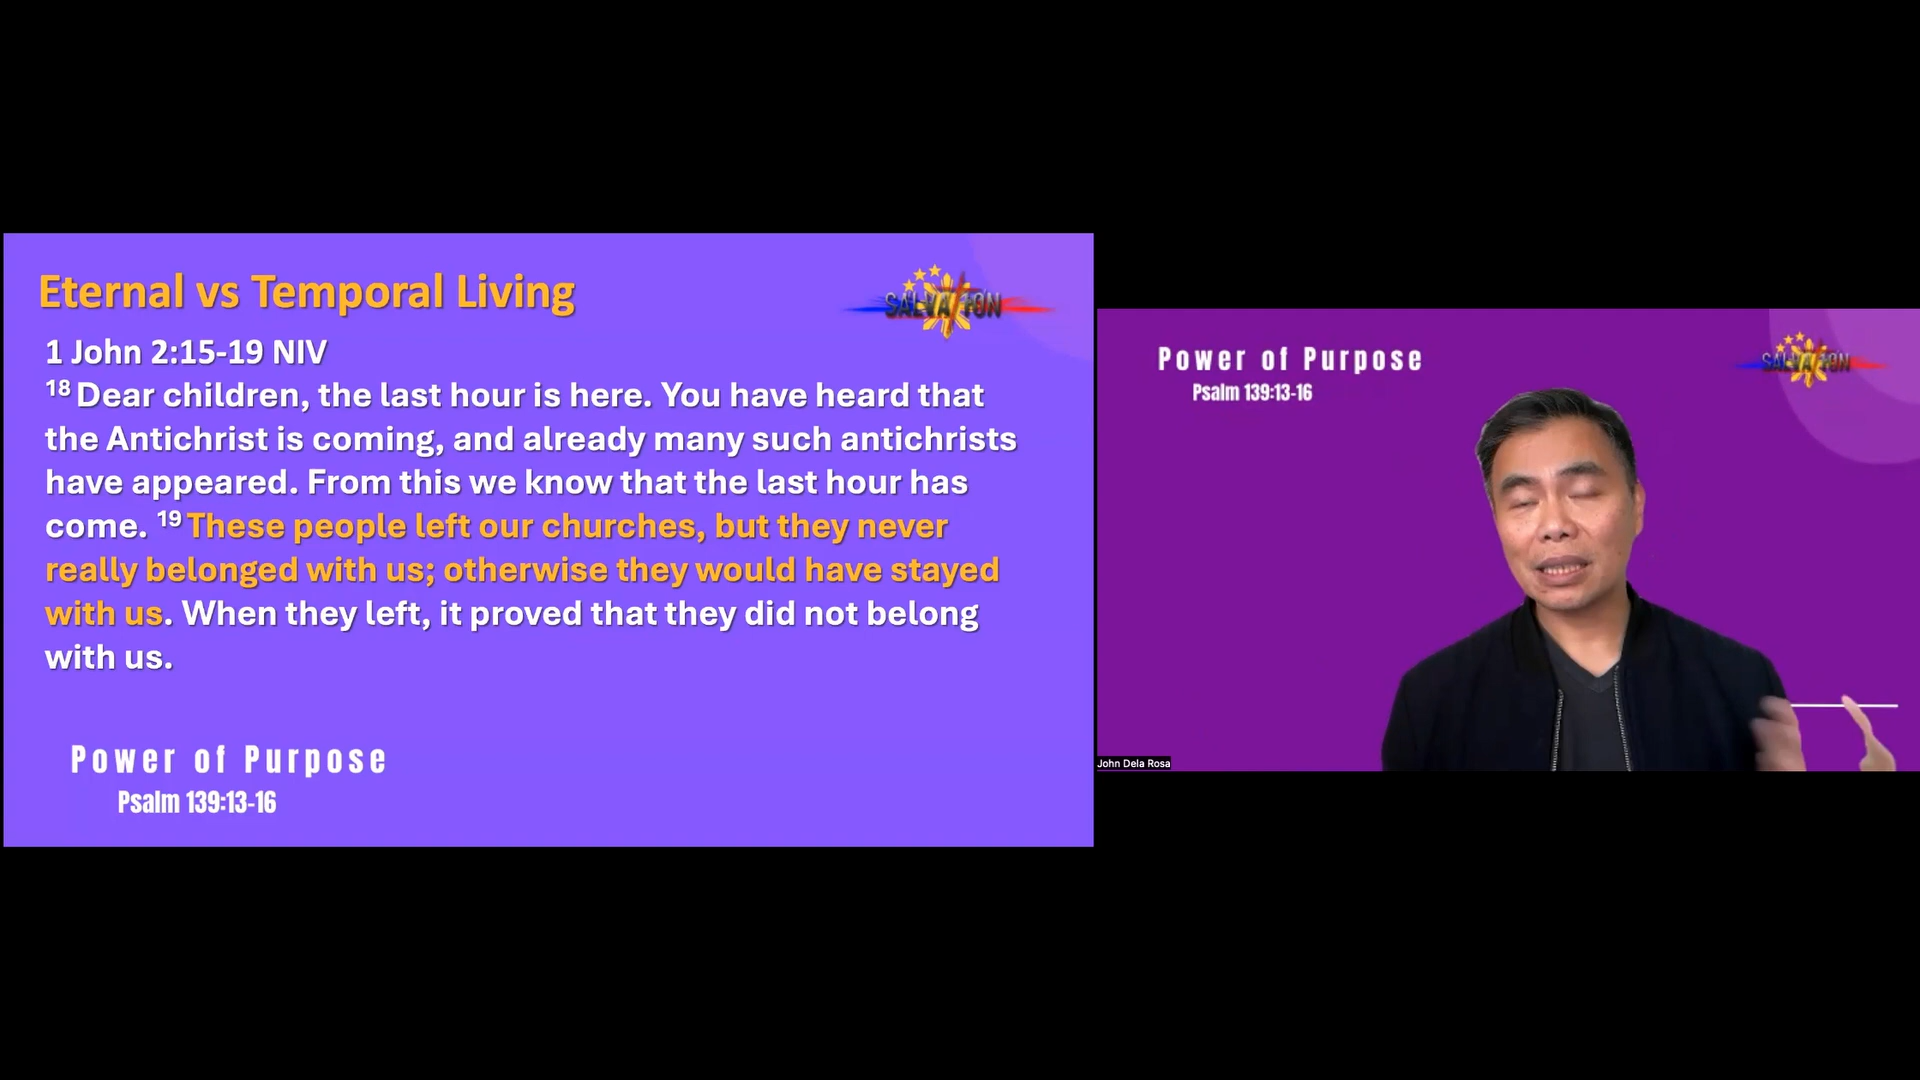 Eternal vs Temporal Living
SALVATION
1 John 2:15-19 NIV
18 Dear children, the last hour is here. You have heard that
the Antichrist is coming, and already many such antichrists
have appeared. From this we know that the last hour has
come. 19 These people left our churches, but they never
really belonged with us; otherwise they would have stayed
with us. When they left, it proved that they did not belong
with us.
Power of Purpose
Psalm 139:13-16
Power of Purpose
Psalm 139:13-16
SALVATION
John Dela Rosa